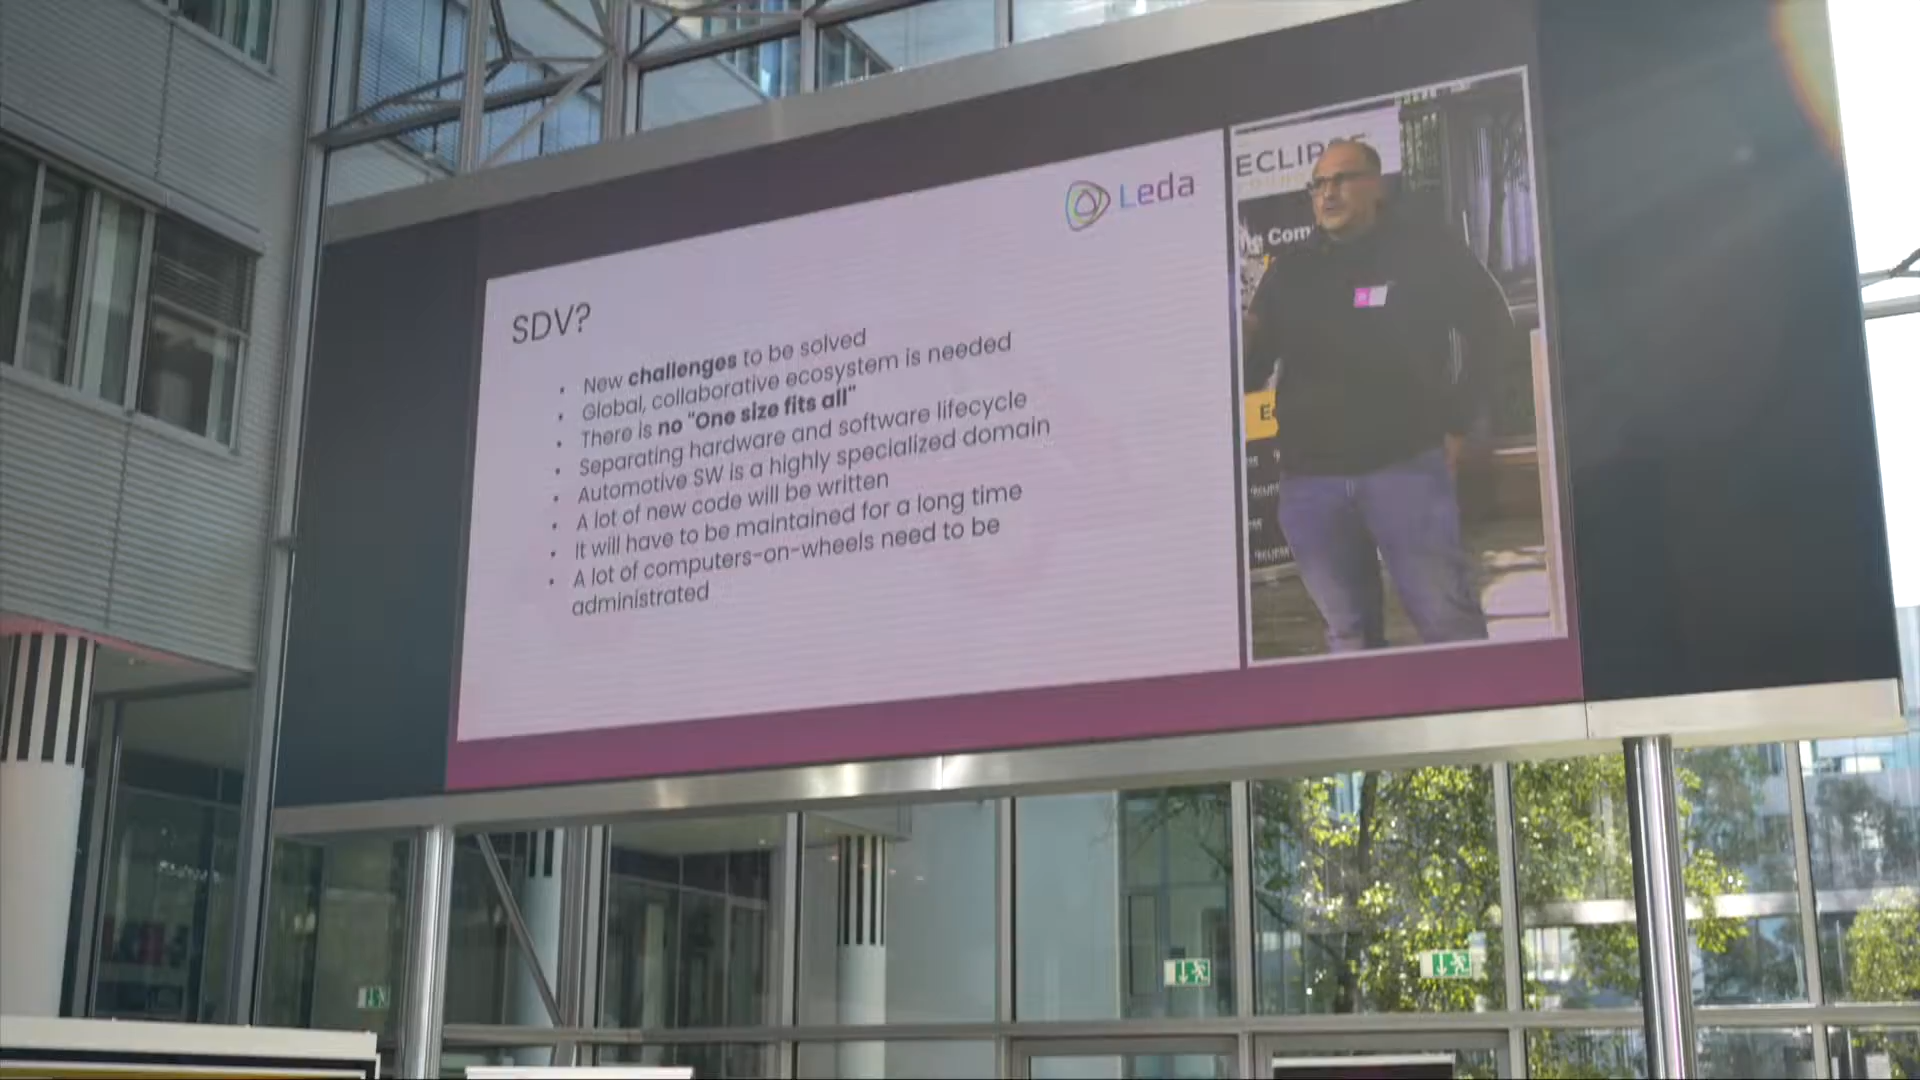 Leda
SDV?
• New challenges to be solved
• Global, collaborative ecosystem is needed
• There is no "One size fits all"
• Separating hardware and software lifecycle
• Automotive SW is a highly specialized domain
• A lot of new code will be written
• It will have to be maintained for a long time
• A lot of computers-on-wheels need to be
administrated
ECLIPSE
Com
E